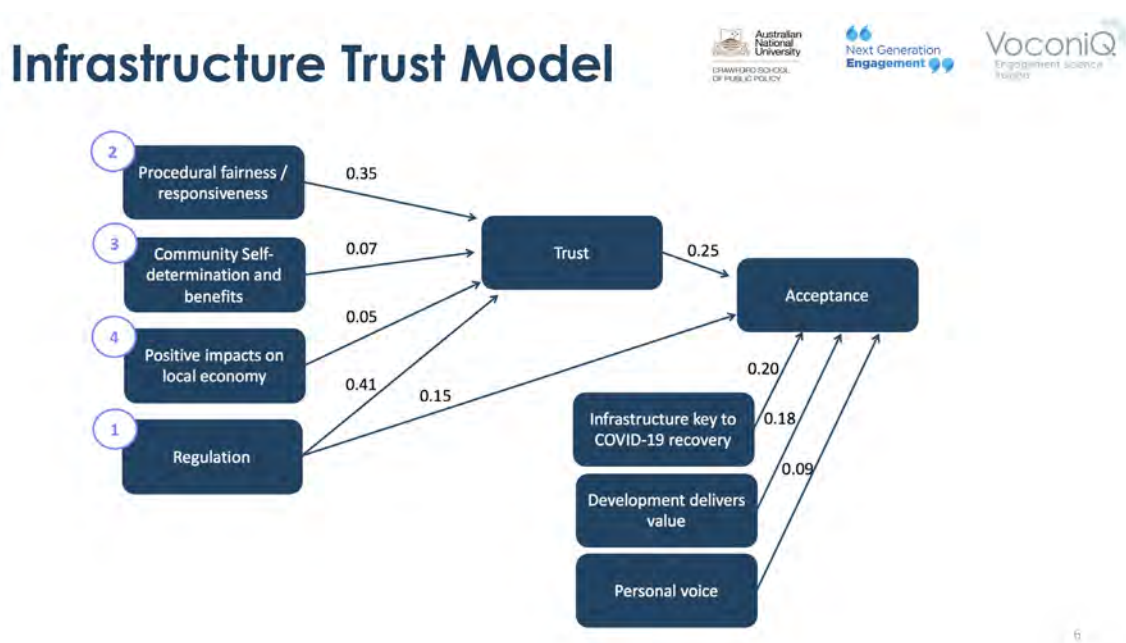 Infrastructure Trust Model
Australian
National
University
CRAWFORD SCHOOL
OF PUBLIC POLICY
Next Generation
Engagement
VoconiQ
Engagement science
insight
2
Procedural fairness /
responsiveness
0.35
3
Community Self-
determination and
benefits
0.07
4
Positive impacts on
local economy
0.05
1
Regulation
0.41
0.15
Trust
0.25
Acceptance
0.20
Infrastructure key to
COVID-19 recovery
0.18
Development delivers
value
0.09
Personal voice
6